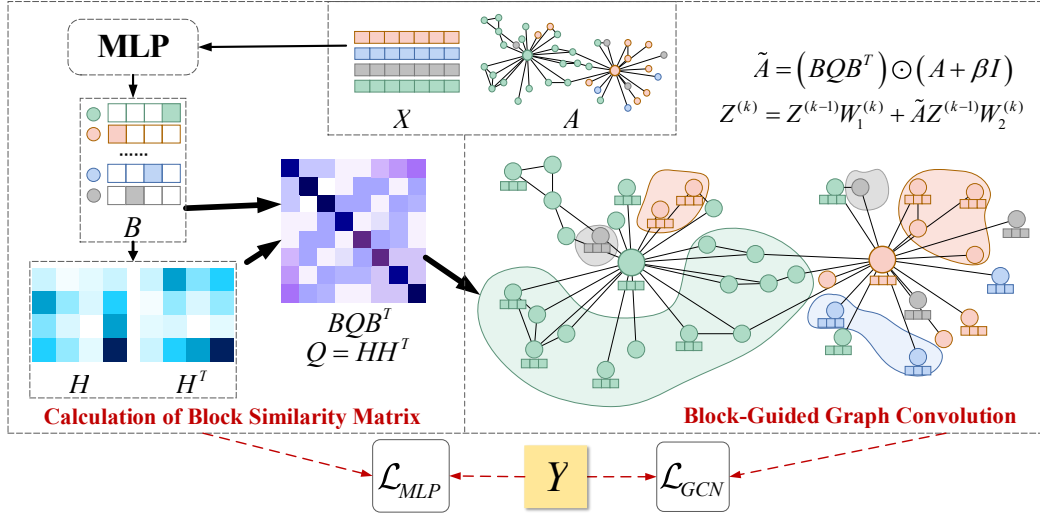 MLP
X
A
Ã = (BQB^T) ⊙ (A + βI)
Z^(k) = Z^(k-1)W_1^(k) + ÃZ^(k-1)W_2^(k)
......
B
BQB^T
Q = HH^T
H
H^T
Calculation of Block Similarity Matrix
Block-Guided Graph Convolution
ℒ_MLP
Y
ℒ_GCN